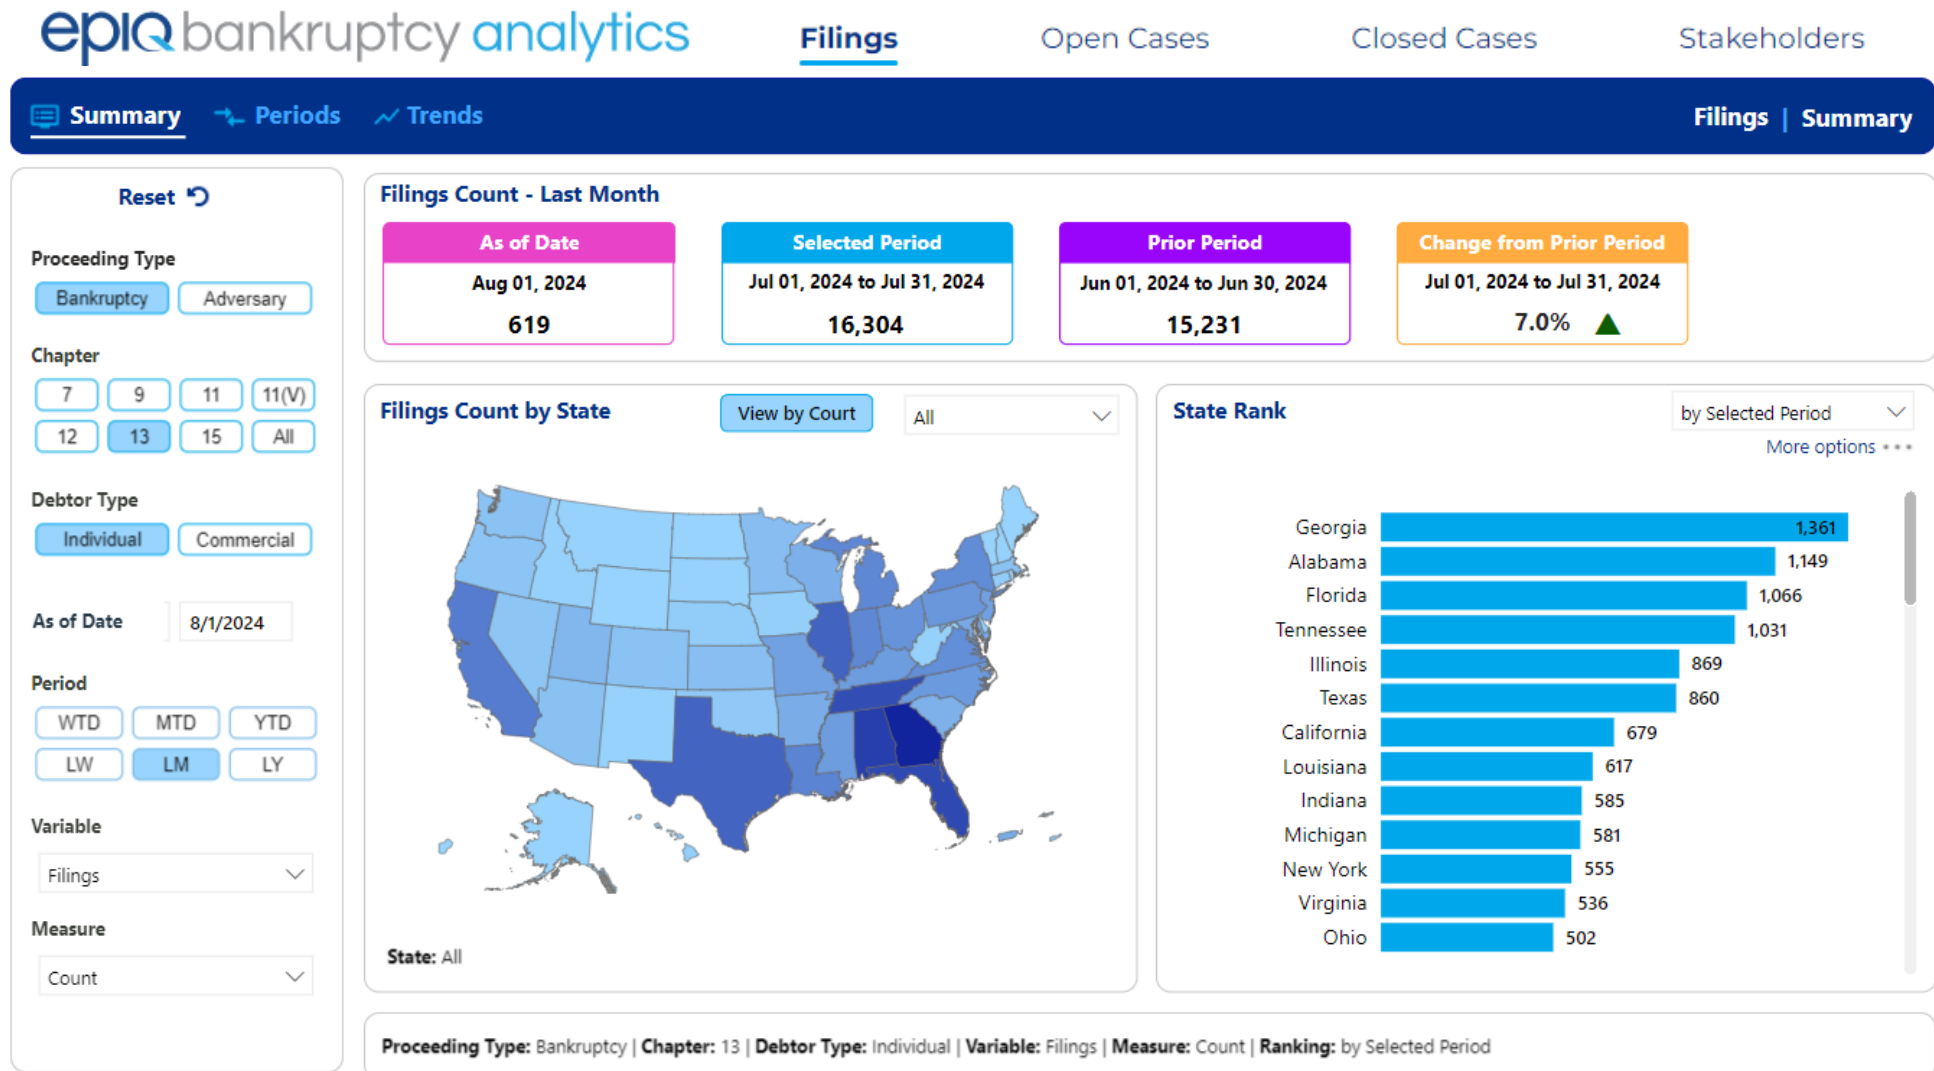 epiq bankruptcy analytics
Filings
Open Cases
Closed Cases
Stakeholders
Summary
Periods
Trends
Filings | Summary
Reset
Proceeding Type
Bankruptcy
Adversary
Chapter
7
9
11
11(V)
12
13
15
All
Debtor Type
Individual
Commercial
As of Date
8/1/2024
Period
WTD
MTD
YTD
LW
LM
LY
Variable
Filings
Measure
Count
Filings Count - Last Month
As of Date
Aug 01, 2024
619
Selected Period
Jul 01, 2024 to Jul 31, 2024
16,304
Prior Period
Jun 01, 2024 to Jun 30, 2024
15,231
Change from Prior Period
Jul 01, 2024 to Jul 31, 2024
7.0%
Filings Count by State
View by Court
All
State: All
State Rank
by Selected Period
More options
Georgia 1,361
Alabama 1,149
Florida 1,066
Tennessee 1,031
Illinois 869
Texas 860
California 679
Louisiana 617
Indiana 585
Michigan 581
New York 555
Virginia 536
Ohio 502
Proceeding Type: Bankruptcy | Chapter: 13 | Debtor Type: Individual | Variable: Filings | Measure: Count | Ranking: by Selected Period